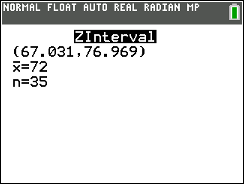 NORMAL FLOAT AUTO REAL RADIAN MP
ZInterval
(67.031,76.969)
x̄=72
n=35